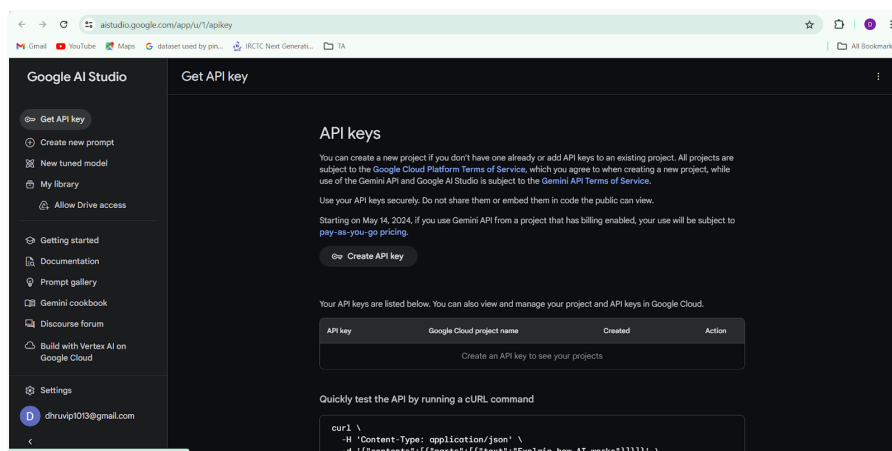 aistudio.google.com/app/u/1/apikey
Gmail YouTube Maps dataset used by pin... IRCTC Next Generati... TA All Bookmark
Google AI Studio
Get API key
Get API key
Create new prompt
New tuned model
My library
Allow Drive access
Getting started
Documentation
Prompt gallery
Gemini cookbook
Discourse forum
Build with Vertex AI on
Google Cloud
Settings
D dhruvip1013@gmail.com
API keys
You can create a new project if you don't have one already or add API keys to an existing project. All projects are
subject to the Google Cloud Platform Terms of Service, which you agree to when creating a new project, while
use of the Gemini API and Google AI Studio is subject to the Gemini API Terms of Service.
Use your API keys securely. Do not share them or embed them in code the public can view.
Starting on May 14, 2024, if you use Gemini API from a project that has billing enabled, your use will be subject to
pay-as-you-go pricing.
Create API key
Your API keys are listed below. You can also view and manage your project and API keys in Google Cloud.
API key Google Cloud project name Created Action
Create an API key to see your projects
Quickly test the API by running a cURL command
curl \
-H 'Content-Type: application/json' \
-d '{"contents":[{"parts":[{"text":"Explain how AI works"}]}]}' \